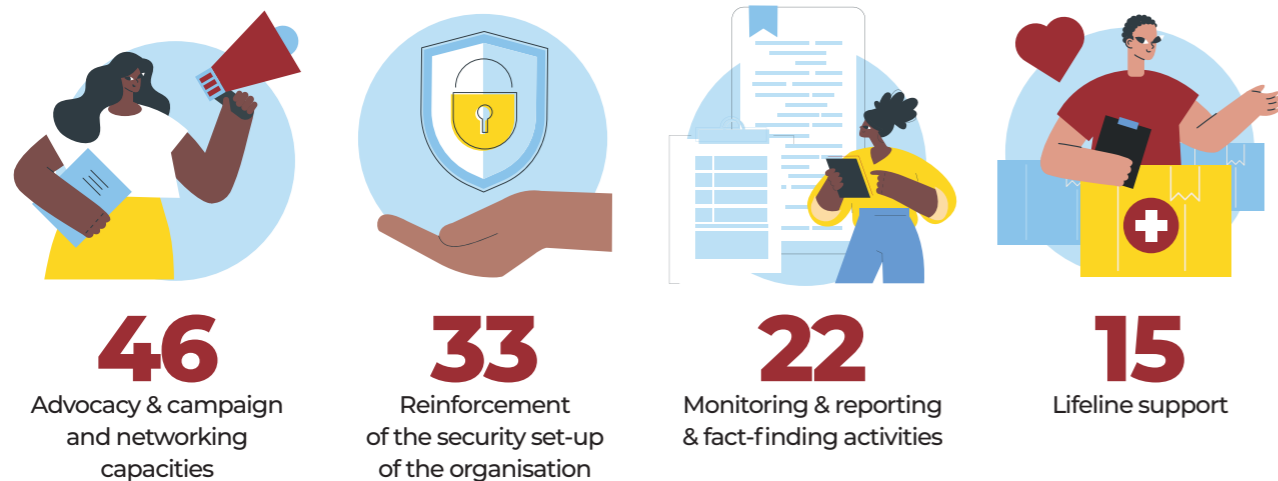 46
Advocacy & campaign
and networking
capacities
33
Reinforcement
of the security set-up
of the organisation
22
Monitoring & reporting
& fact-finding activities
15
Lifeline support